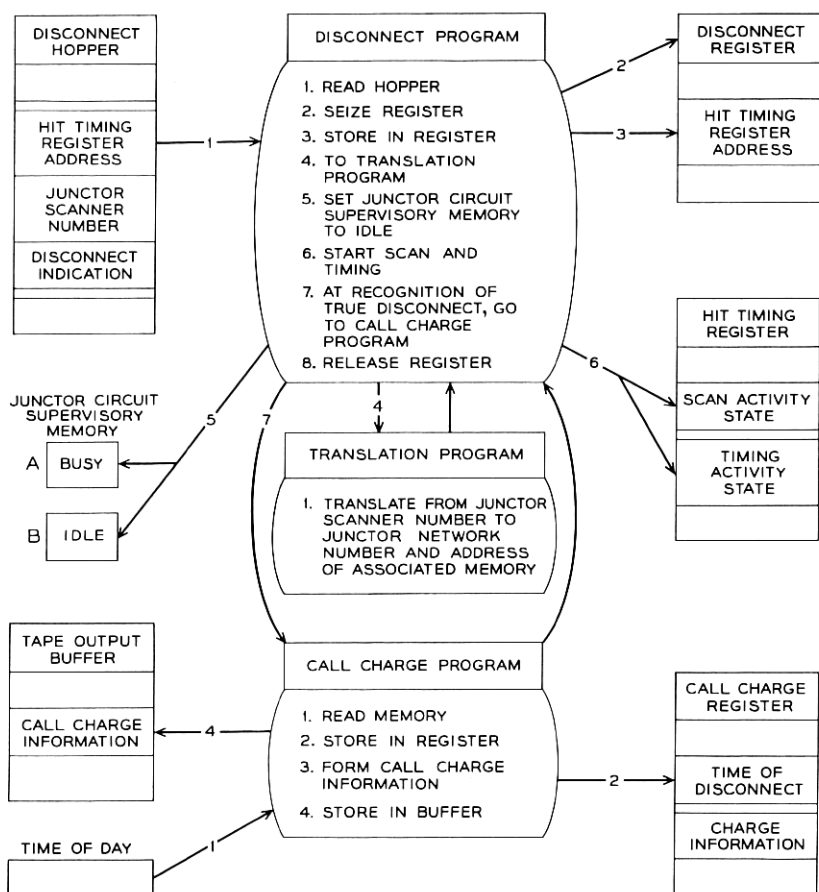 DISCONNECT
HOPPER
HIT TIMING
REGISTER
ADDRESS
JUNCTOR
SCANNER
NUMBER
DISCONNECT
INDICATION
1
DISCONNECT PROGRAM
1. READ HOPPER
2. SEIZE REGISTER
3. STORE IN REGISTER
4. TO TRANSLATION
PROGRAM
5. SET JUNCTOR CIRCUIT
SUPERVISORY MEMORY
TO IDLE
6. START SCAN AND
TIMING
7. AT RECOGNITION OF
TRUE DISCONNECT, GO
TO CALL CHARGE
PROGRAM
8. RELEASE REGISTER
2
3
DISCONNECT
REGISTER
HIT TIMING
REGISTER
ADDRESS
6
HIT TIMING
REGISTER
SCAN ACTIVITY
STATE
TIMING
ACTIVITY
STATE
5
7
4
JUNCTOR CIRCUIT
SUPERVISORY
MEMORY
A BUSY
B IDLE
TRANSLATION PROGRAM
1. TRANSLATE FROM JUNCTOR
SCANNER NUMBER TO
JUNCTOR NETWORK
NUMBER AND ADDRESS
OF ASSOCIATED MEMORY
TAPE OUTPUT
BUFFER
CALL CHARGE
INFORMATION
4
CALL CHARGE PROGRAM
1. READ MEMORY
2. STORE IN REGISTER
3. FORM CALL CHARGE
INFORMATION
4. STORE IN BUFFER
2
CALL CHARGE
REGISTER
TIME OF
DISCONNECT
CHARGE
INFORMATION
TIME OF DAY
1